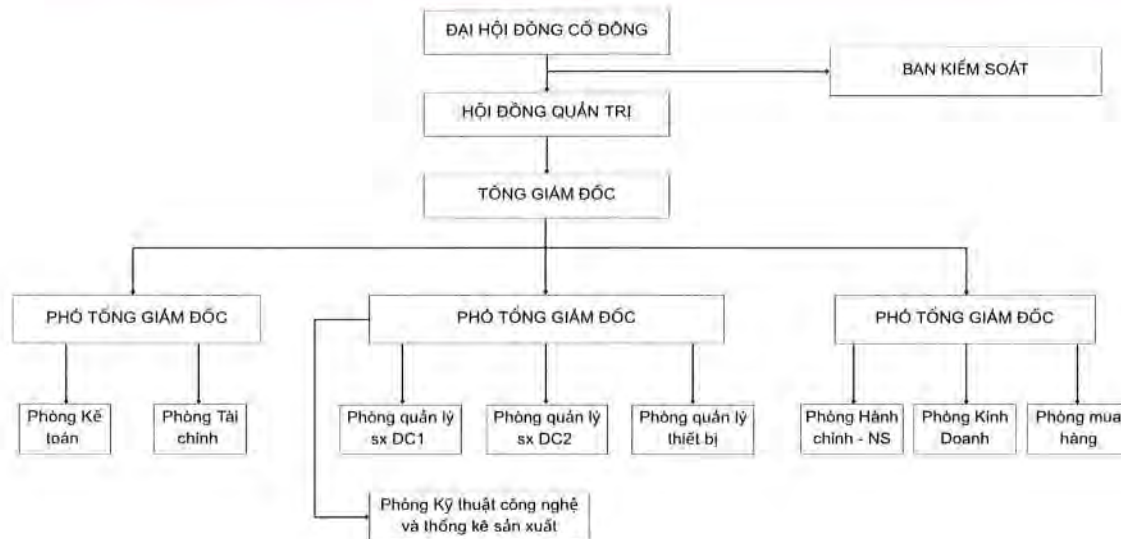 ĐẠI HỘI ĐỒNG CỔ ĐÔNG
BAN KIỂM SOÁT
HỘI ĐỒNG QUẢN TRỊ
TỔNG GIÁM ĐỐC
PHÓ TỔNG GIÁM ĐỐC
PHÓ TỔNG GIÁM ĐỐC
PHÓ TỔNG GIÁM ĐỐC
Phòng Kế
toán
Phòng Tài
chính
Phòng quản lý
sx DC1
Phòng quản lý
sx DC2
Phòng quản lý
thiết bị
Phòng Hành
chính - NS
Phòng Kinh
Doanh
Phòng mua
hàng
Phòng Kỹ thuật công nghệ
và thống kê sản xuất